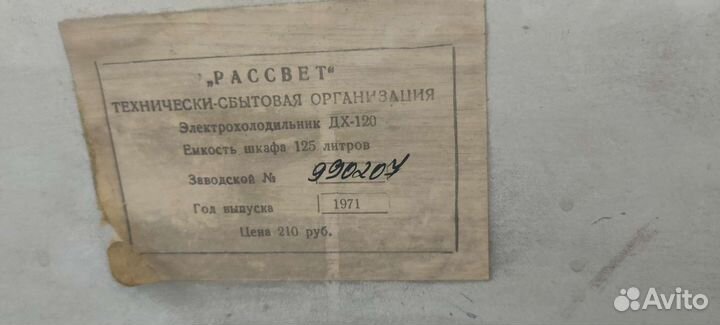 „РАССВЕТ“
ТЕХНИЧЕСКИ-СБЫТОВАЯ ОРГАНИЗАЦИЯ
Электрохолодильник ДХ-120
Емкость шкафа 125 литров
Заводской № 990207
Год выпуска 1971
Цена 210 руб.
Avito